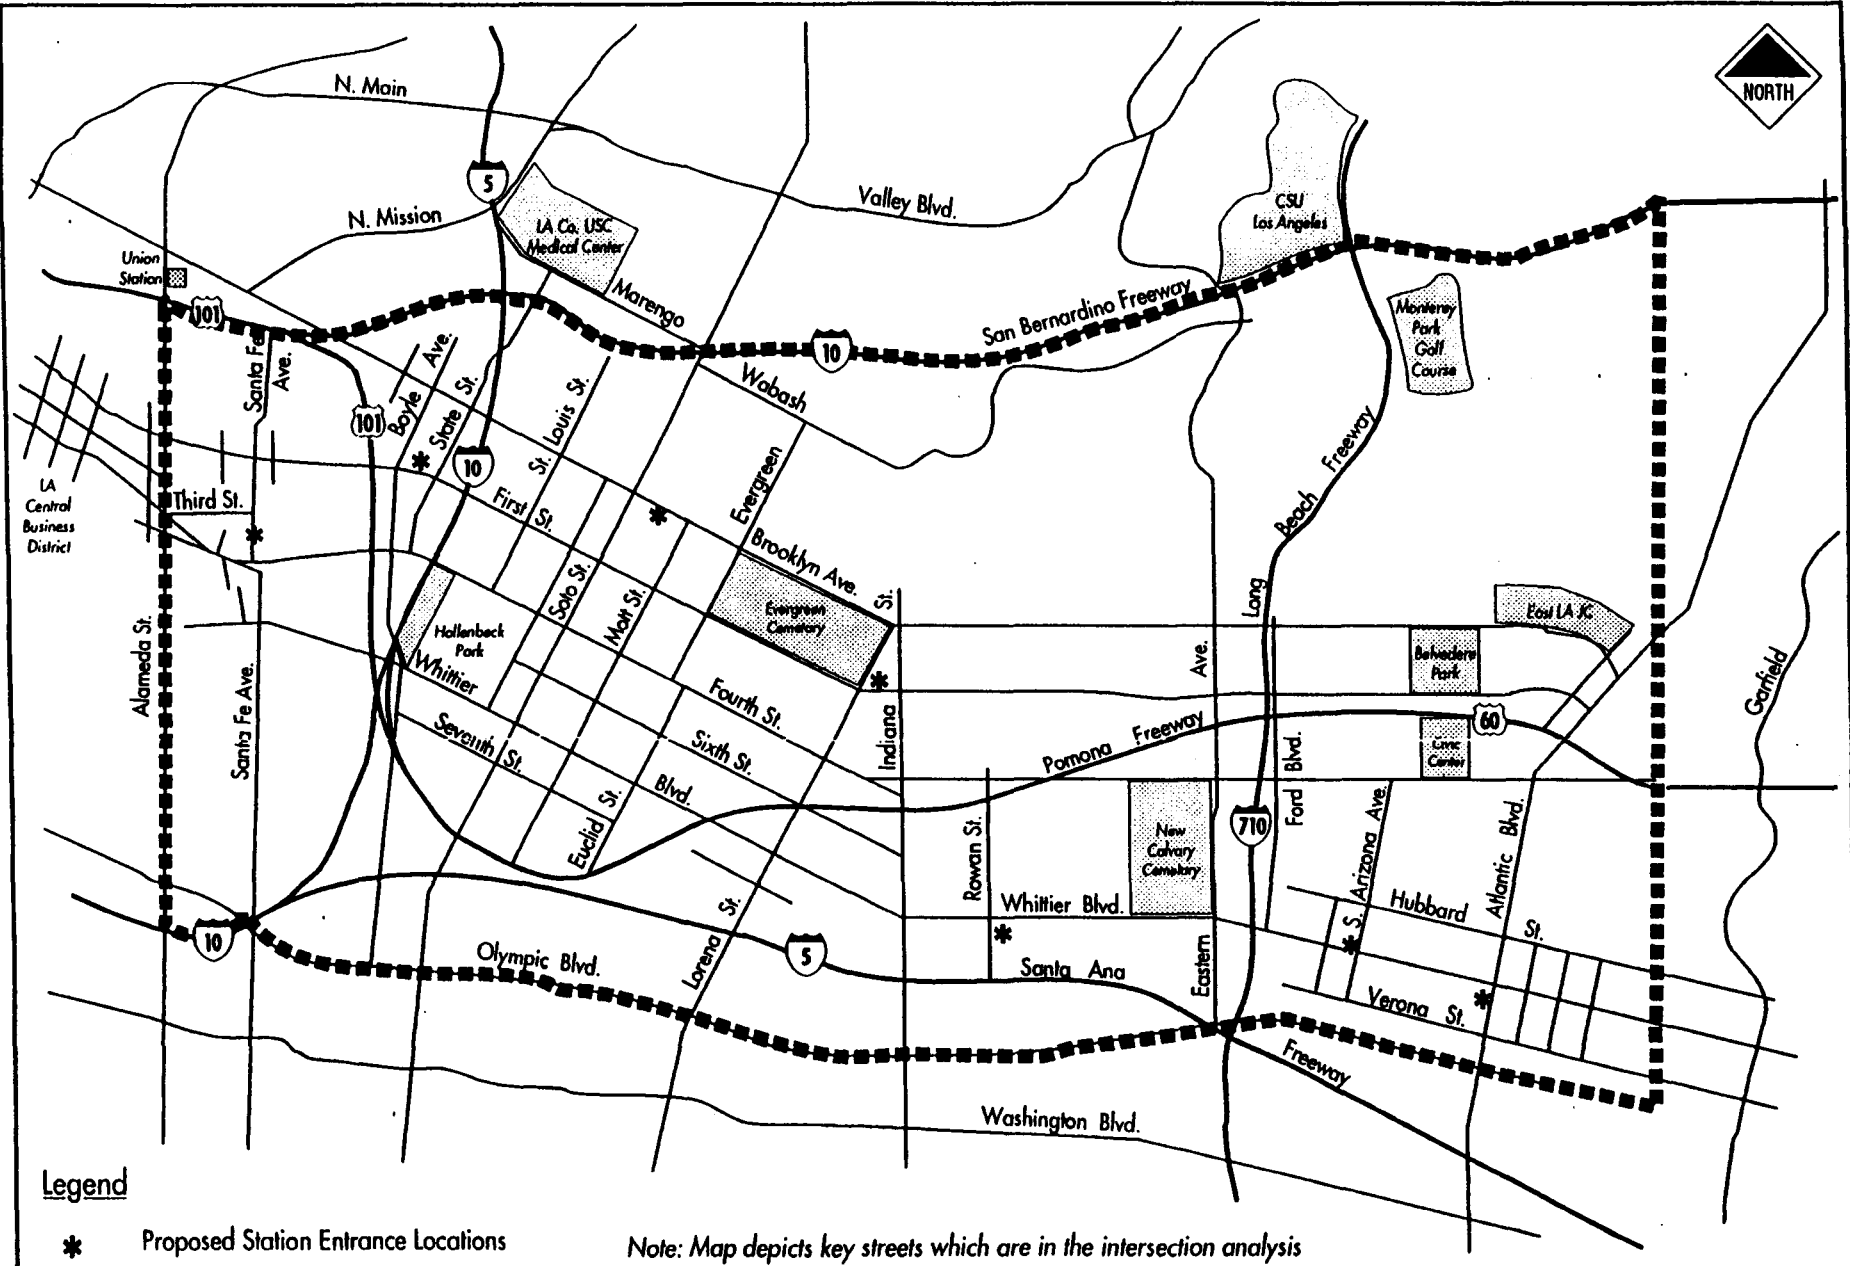 NORTH
N. Main
5
Valley Blvd.
CSU
Los Angeles
N. Mission
LA Co. USC
Medical Center
Union
Station
Marengo
101
San Bernardino Freeway
Monterey
Park
Golf
Course
10
Santa Fe
Ave.
101
Boyle Ave.
State St.
Louis St.
Wabash
10
LA
Central
Business
District
Third St.
First St.
St.
Evergreen
Beach Freeway
Brooklyn Ave.
Soto St.
Mott St.
Evergreen
Cemetery
St.
Long
East LA JC
Hollenbeck
Park
Alameda St.
Whittier
Ave.
Belvedere
Park
Garfield
Santa Fe Ave.
Fourth St.
Indiana
60
Seventh St.
Sixth St.
Pomona Freeway
Civic
Center
Blvd.
Ford Blvd.
Euclid St.
Rowan St.
New
Calvary
Cemetery
710
S. Arizona Ave.
Atlantic Blvd.
Whittier Blvd.
Hubbard St.
10
Olympic Blvd.
Lorena St.
5
Santa Ana
Eastern
Verona St.
Freeway
Washington Blvd.
Legend
* Proposed Station Entrance Locations
Note: Map depicts key streets which are in the intersection analysis